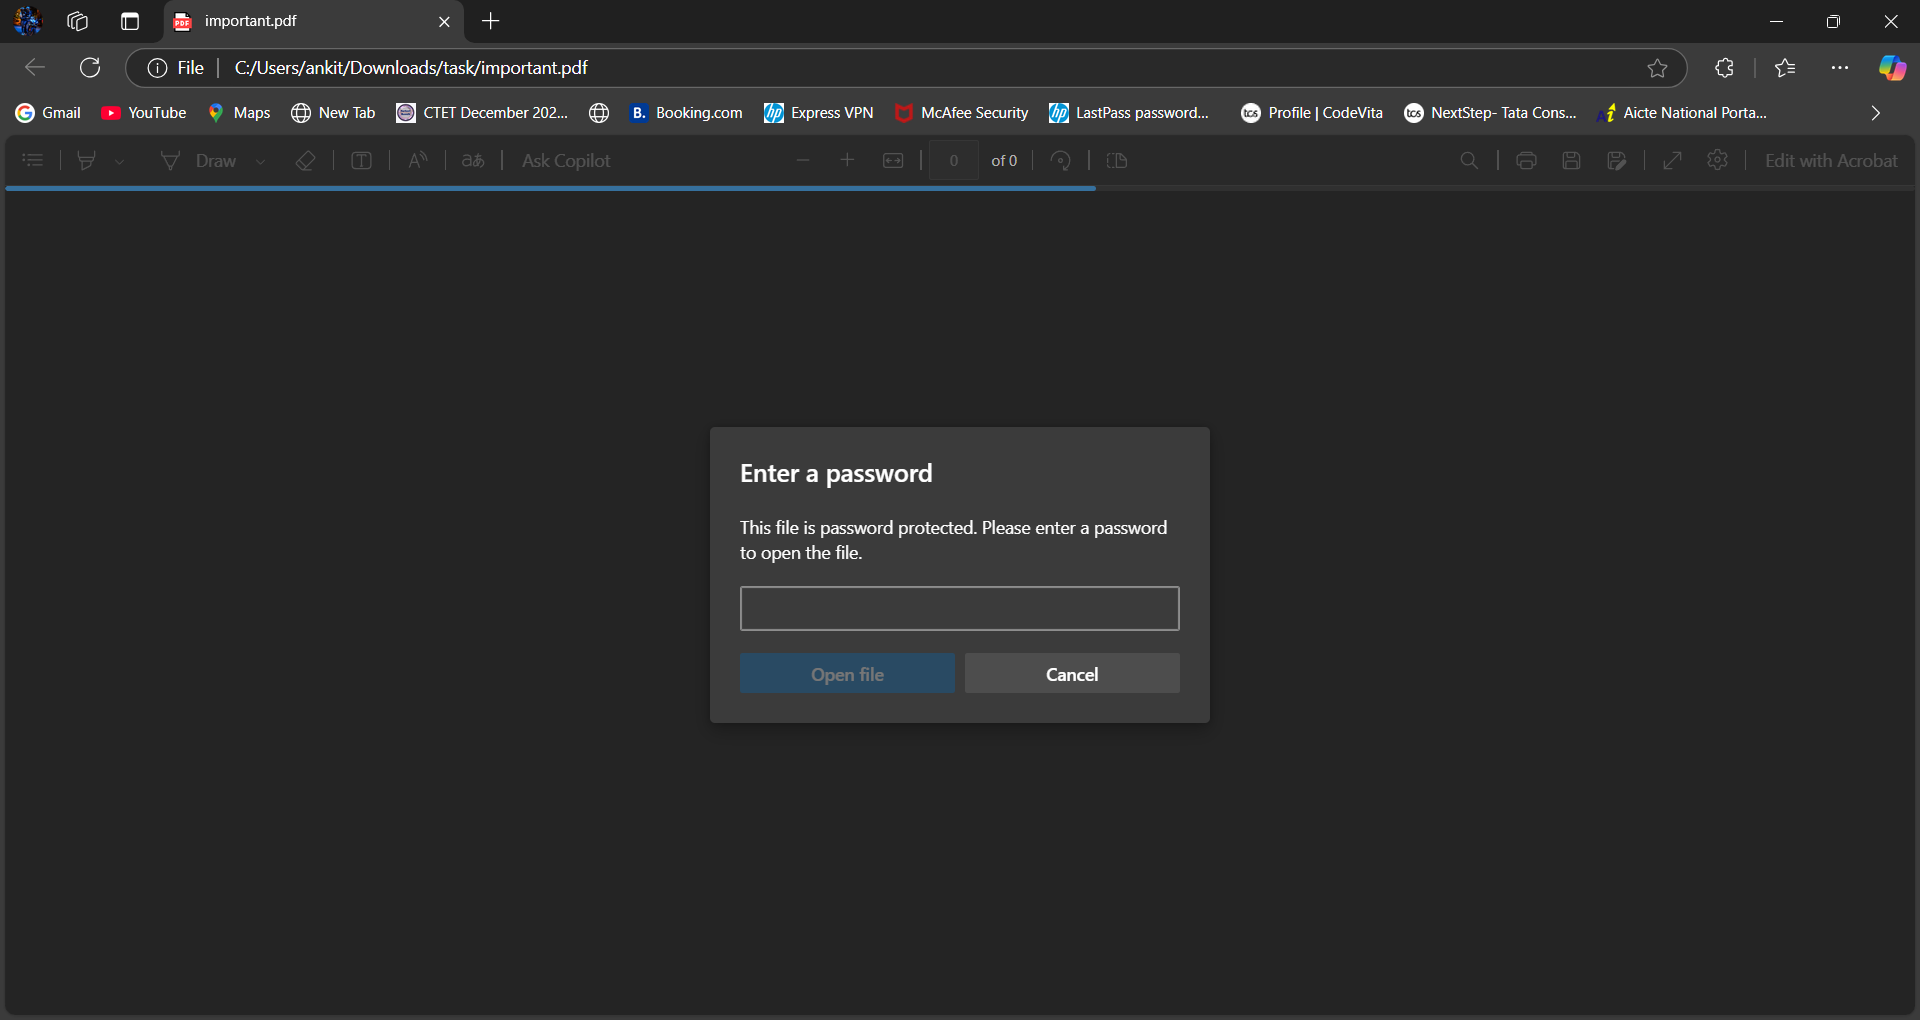 important.pdf
File
C:/Users/ankit/Downloads/task/important.pdf
Gmail
YouTube
Maps
New Tab
CTET December 202...
Booking.com
Express VPN
McAfee Security
LastPass password...
Profile | CodeVita
NextStep- Tata Cons...
Aicte National Porta...
Draw
Ask Copilot
0
of 0
Edit with Acrobat
Enter a password
This file is password protected. Please enter a password
to open the file.
Open file
Cancel